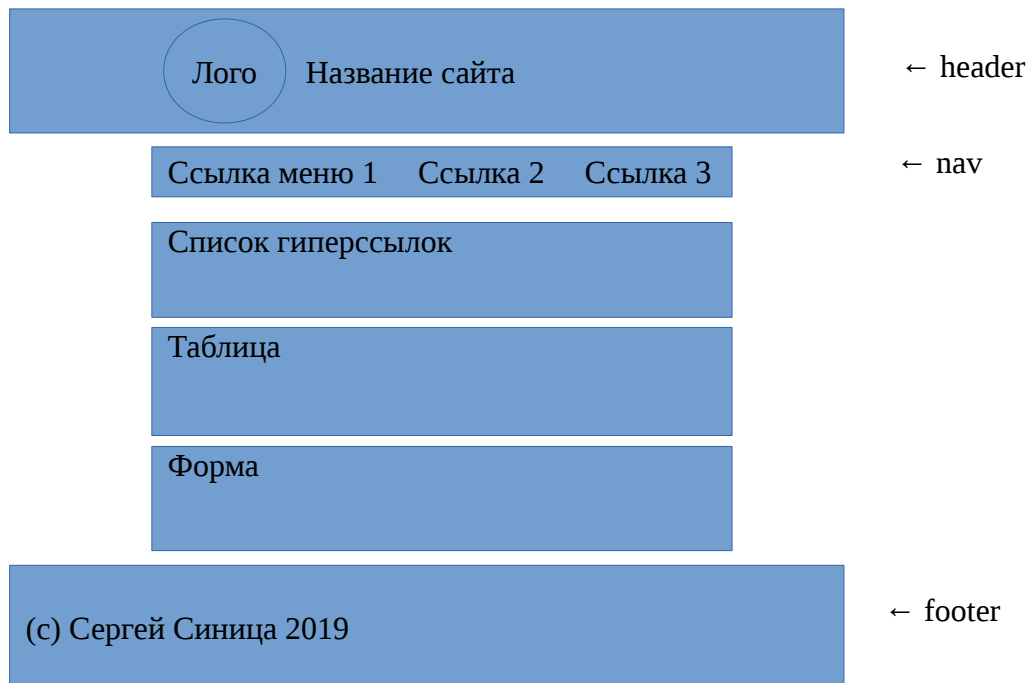 Лого Название сайта ← header
Ссылка меню 1 Ссылка 2 Ссылка 3 ← nav
Список гиперссылок
Таблица
Форма
(с) Сергей Синица 2019 ← footer